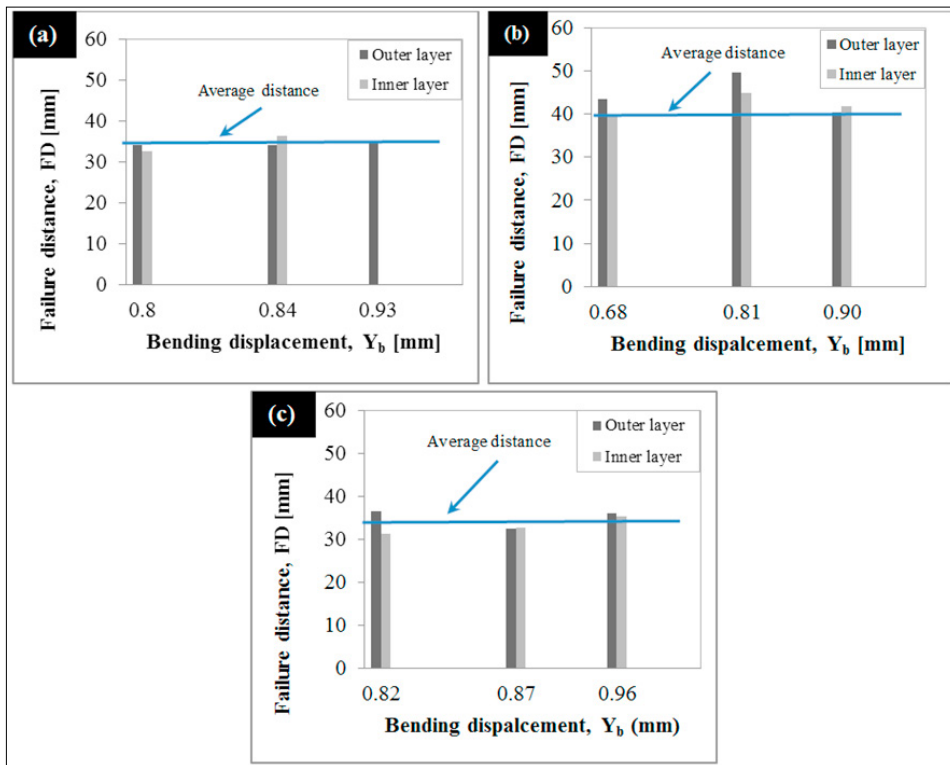 (a)
60
50
40
30
20
10
0
Failure distance, FD [mm]
Outer layer
Inner layer
Average distance
0.8 0.84 0.93
Bending displacement, Yb [mm]
(b)
60
50
40
30
20
10
0
Failure distance, FD [mm]
Outer layer
Inner layer
Average distance
0.68 0.81 0.90
Bending dispalcement, Yb [mm]
(c)
60
50
40
30
20
10
0
Failure distance, FD [mm]
Outer layer
Inner layer
Average distance
0.82 0.87 0.96
Bending dispalcement, Yb (mm)